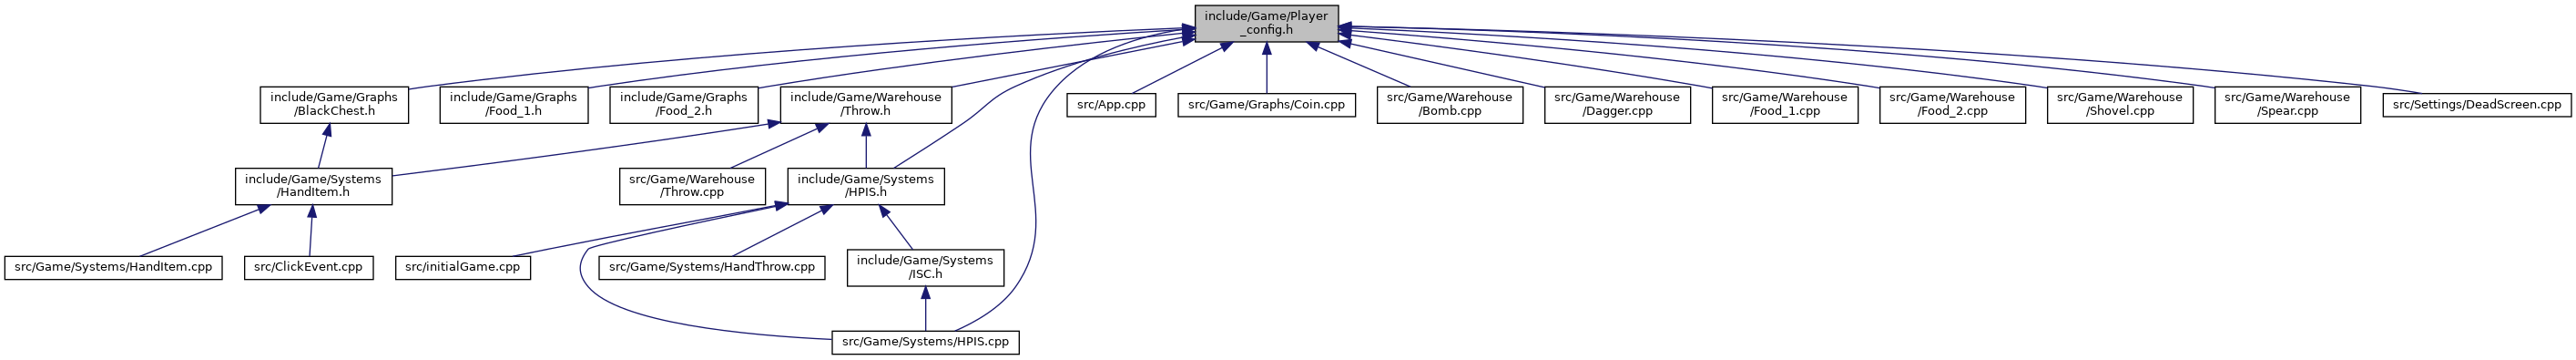 include/Game/Player
_config.h
include/Game/Graphs
/BlackChest.h
include/Game/Graphs
/Food_1.h
include/Game/Graphs
/Food_2.h
include/Game/Warehouse
/Throw.h
src/App.cpp
src/Game/Graphs/Coin.cpp
src/Game/Warehouse
/Bomb.cpp
src/Game/Warehouse
/Dagger.cpp
src/Game/Warehouse
/Food_1.cpp
src/Game/Warehouse
/Food_2.cpp
src/Game/Warehouse
/Shovel.cpp
src/Game/Warehouse
/Spear.cpp
src/Settings/DeadScreen.cpp
include/Game/Systems
/HandItem.h
src/Game/Warehouse
/Throw.cpp
include/Game/Systems
/HPIS.h
src/Game/Systems/HandItem.cpp
src/ClickEvent.cpp
src/initialGame.cpp
src/Game/Systems/HandThrow.cpp
include/Game/Systems
/ISC.h
src/Game/Systems/HPIS.cpp